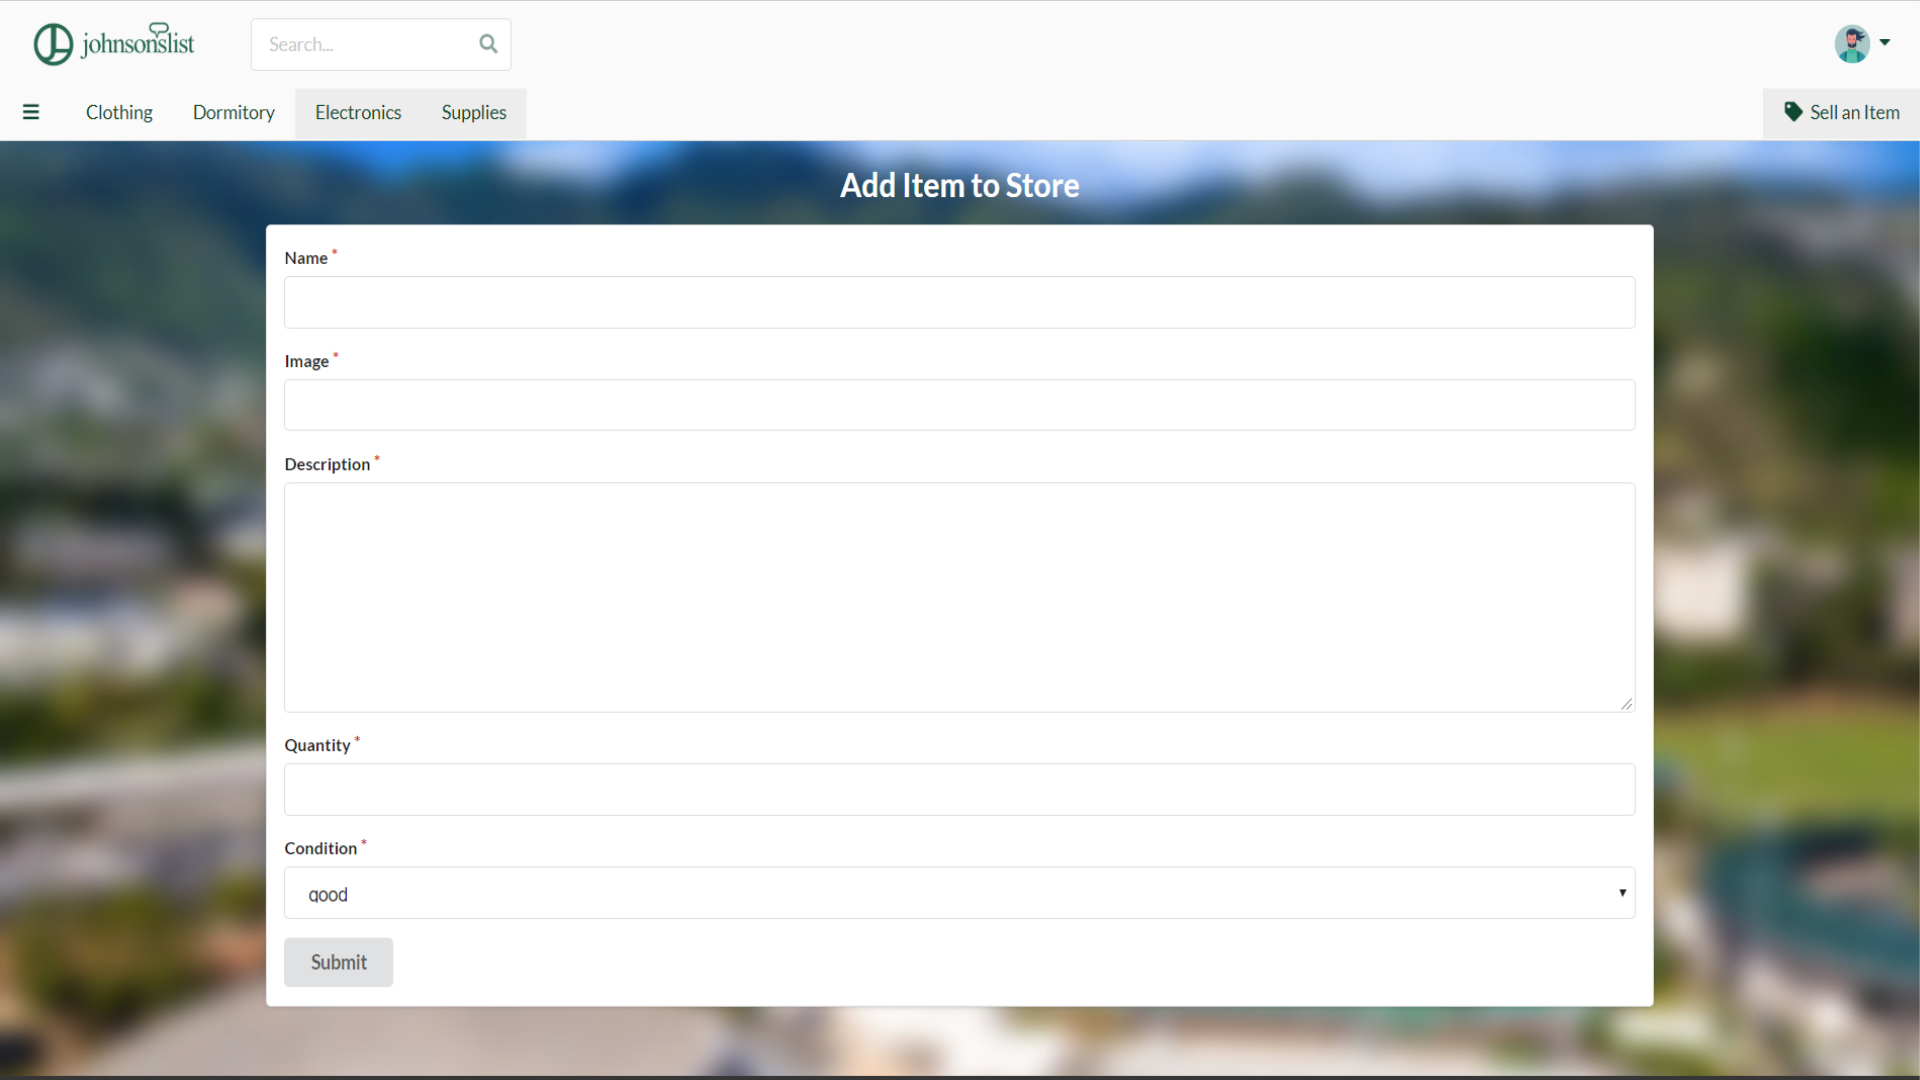 johnsonslist
Search...
Clothing Dormitory Electronics Supplies Sell an Item
Add Item to Store
Name *
Image *
Description *
Quantity *
Condition *
good
Submit